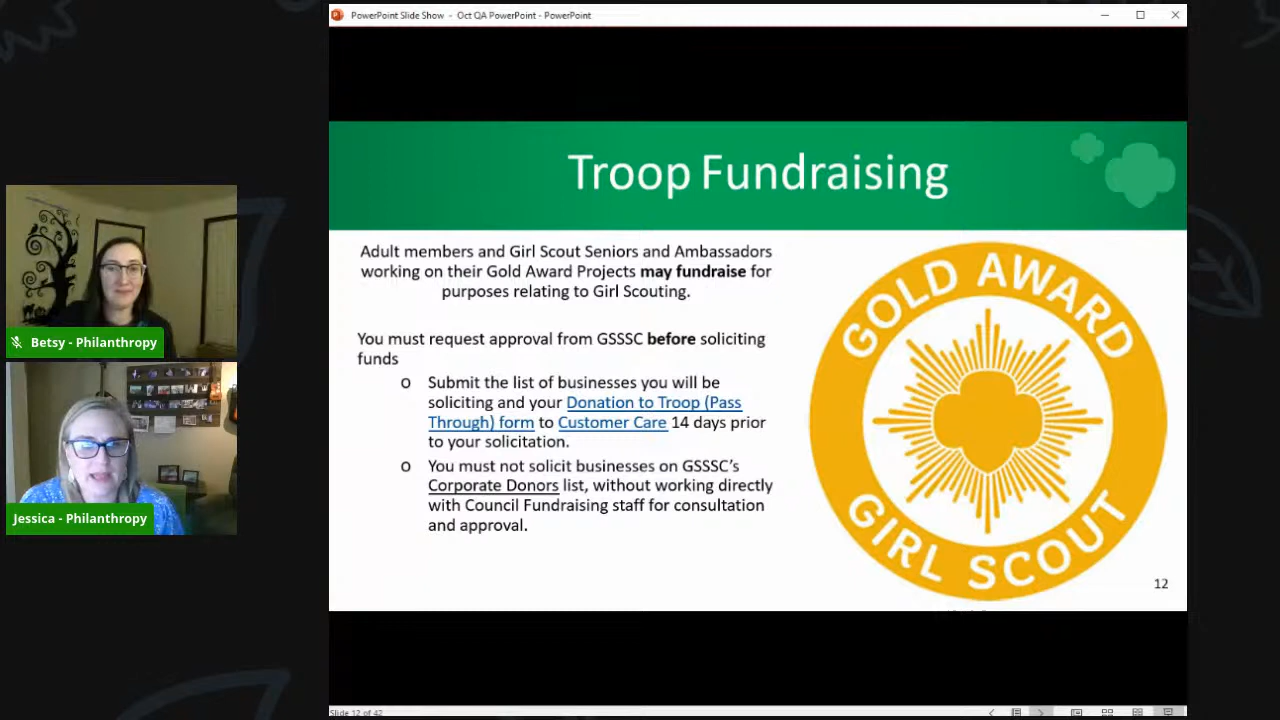 PowerPoint Slide Show - Oct QA PowerPoint - PowerPoint
Troop Fundraising
Adult members and Girl Scout Seniors and Ambassadors
working on their Gold Award Projects may fundraise for
purposes relating to Girl Scouting.
You must request approval from GSSSC before soliciting
funds
o Submit the list of businesses you will be
soliciting and your Donation to Troop (Pass
Through) form to Customer Care 14 days prior
to your solicitation.
o You must not solicit businesses on GSSSC's
Corporate Donors list, without working directly
with Council Fundraising staff for consultation
and approval.
GOLD AWARD
GIRL SCOUT
12
Betsy - Philanthropy
Jessica - Philanthropy
Slide 12 of 42